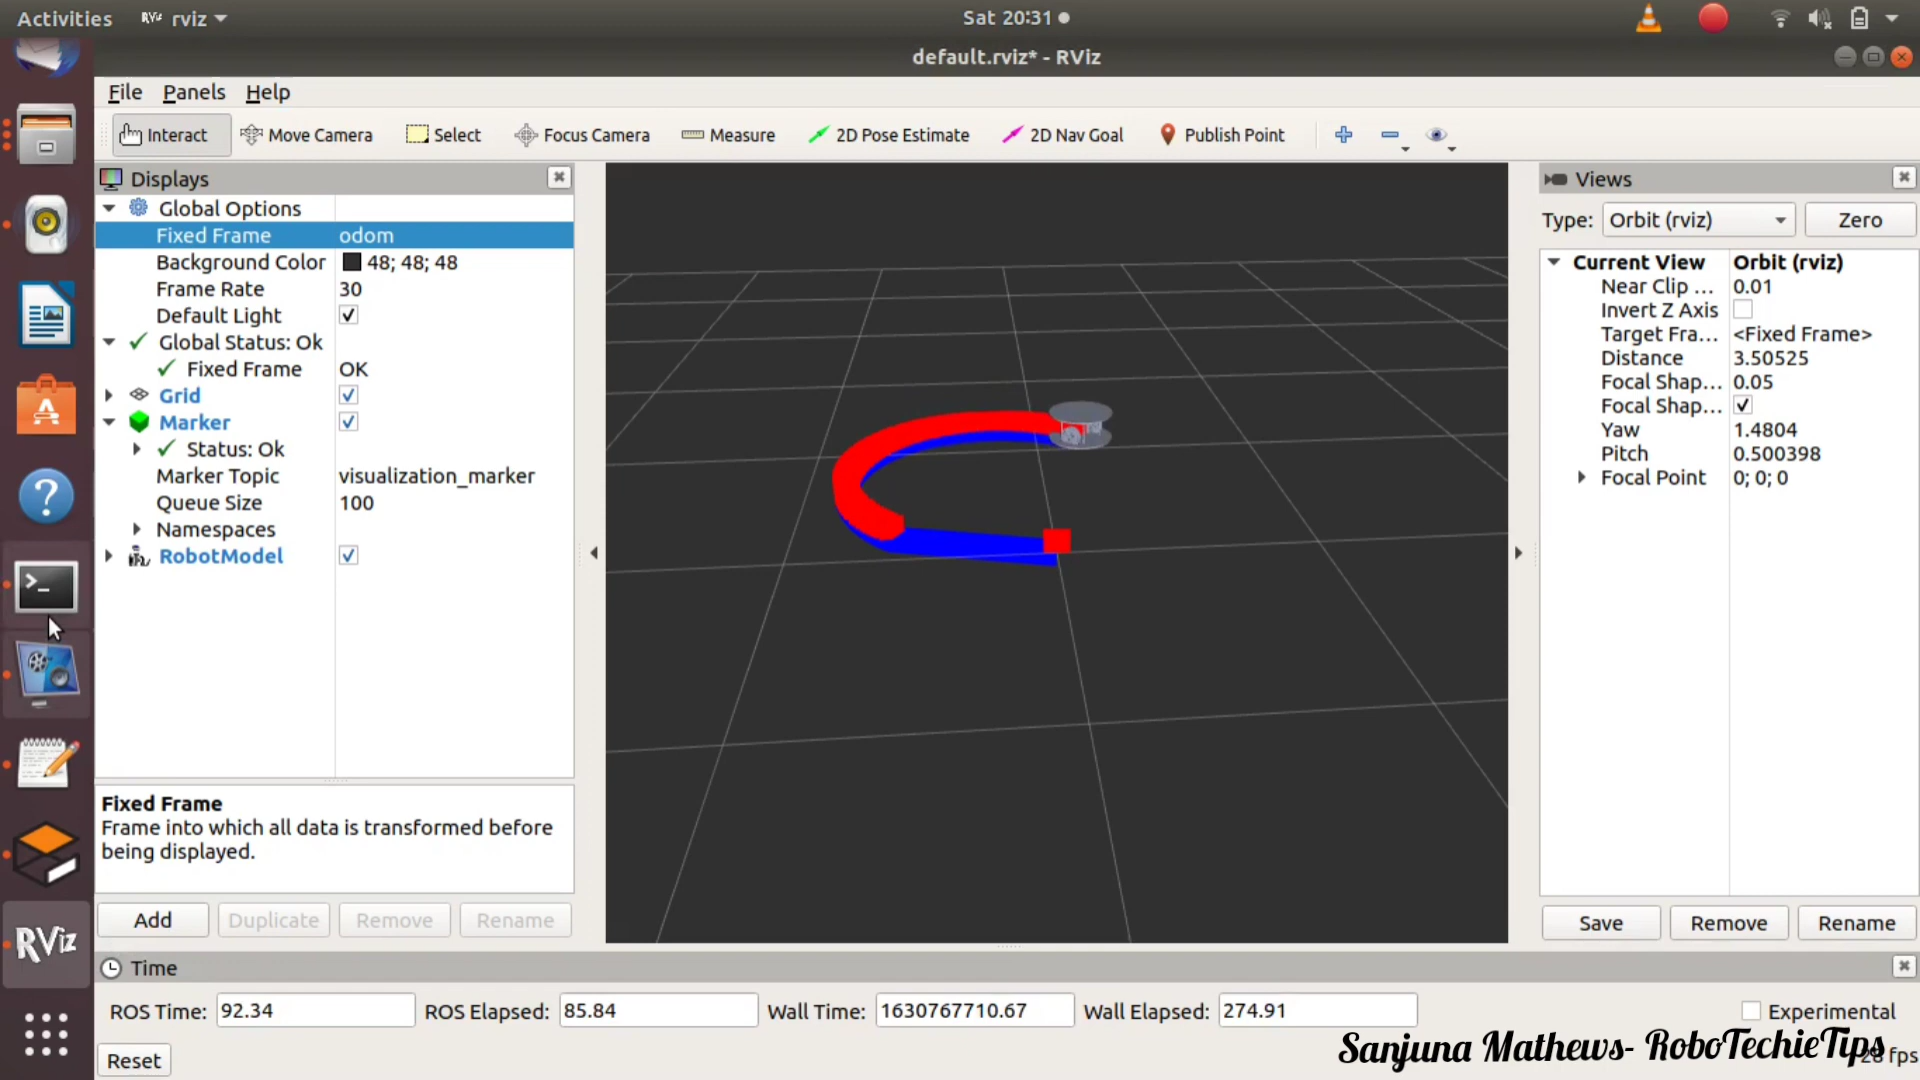 Activities
RViz rviz
Sat 20:31
default.rviz* - RViz
File Panels Help
Interact Move Camera Select Focus Camera Measure 2D Pose Estimate 2D Nav Goal Publish Point
Displays
Global Options
Fixed Frame odom
Background Color 48; 48; 48
Frame Rate 30
Default Light
Global Status: Ok
Fixed Frame OK
Grid
Marker
Status: Ok
Marker Topic visualization_marker
Queue Size 100
Namespaces
RobotModel
Fixed Frame
Frame into which all data is transformed before
being displayed.
Add Duplicate Remove Rename
Views
Type: Orbit (rviz) Zero
Current View Orbit (rviz)
Near Clip ... 0.01
Invert Z Axis
Target Fra... <Fixed Frame>
Distance 3.50525
Focal Shap... 0.05
Focal Shap...
Yaw 1.4804
Pitch 0.500398
Focal Point 0; 0; 0
Save Remove Rename
RViz
Time
ROS Time: 92.34 ROS Elapsed: 85.84 Wall Time: 1630767710.67 Wall Elapsed: 274.91 Experimental
Reset
28 fps
Sanjuna Mathews- RoboTechieTips